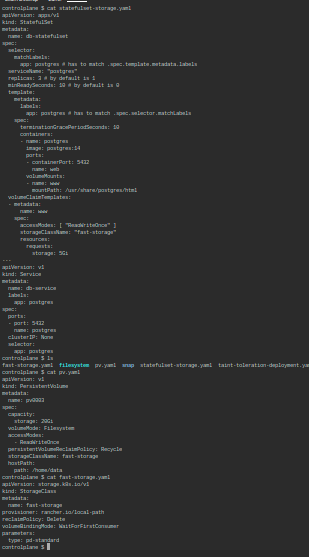 controlplane $ cat statefulset-storage.yaml
apiVersion: apps/v1
kind: StatefulSet
metadata:
  name: db-statefulset
spec:
  selector:
    matchLabels:
      app: postgres # has to match .spec.template.metadata.labels
  serviceName: "postgres"
  replicas: 3 # by default is 1
  minReadySeconds: 10 # by default is 0
  template:
    metadata:
      labels:
        app: postgres # has to match .spec.selector.matchLabels
    spec:
      terminationGracePeriodSeconds: 10
      containers:
      - name: postgres
        image: postgres:14
        ports:
        - containerPort: 5432
          name: web
        volumeMounts:
        - name: www
          mountPath: /usr/share/postgres/html
  volumeClaimTemplates:
  - metadata:
      name: www
    spec:
      accessModes: [ "ReadWriteOnce" ]
      storageClassName: "fast-storage"
      resources:
        requests:
          storage: 5Gi
---
apiVersion: v1
kind: Service
metadata:
  name: db-service
  labels:
    app: postgres
spec:
  ports:
  - port: 5432
    name: postgres
  clusterIP: None
  selector:
    app: postgres
controlplane $ ls
fast-storage.yaml  filesystem  pv.yaml  snap  statefulset-storage.yaml  taint-toleration-deployment.ya
controlplane $ cat pv.yaml
apiVersion: v1
kind: PersistentVolume
metadata:
  name: pv0003
spec:
  capacity:
    storage: 20Gi
  volumeMode: Filesystem
  accessModes:
    - ReadWriteOnce
  persistentVolumeReclaimPolicy: Recycle
  storageClassName: fast-storage
  hostPath:
    path: /home/data
controlplane $ cat fast-storage.yaml
apiVersion: storage.k8s.io/v1
kind: StorageClass
metadata:
  name: fast-storage
provisioner: rancher.io/local-path
reclaimPolicy: Delete
volumeBindingMode: WaitForFirstConsumer
parameters:
  type: pd-standard
controlplane $